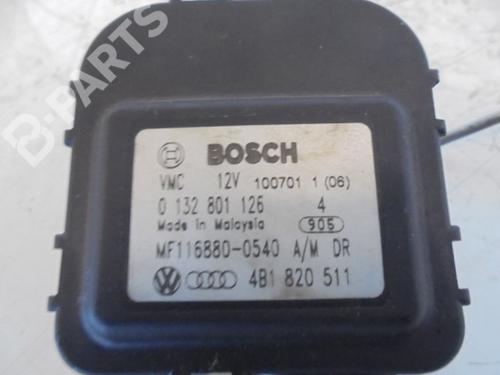 B-PARTS
BOSCH
VMC 12V 100701 1 (06)
0 132 801 126 4
Made in Malaysia 905
MF116880-0540 A/M DR
4B1 820 511